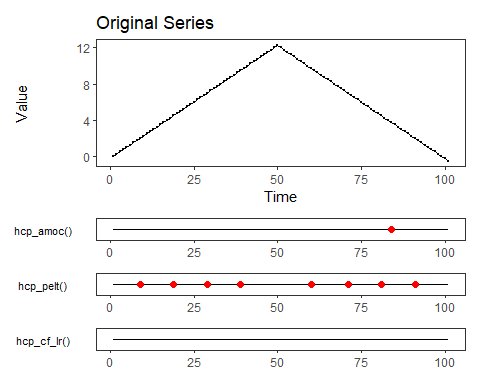 Original Series
Value
12
8
4
0
0 25 50 75 100
Time
hcp_amoc()
0 25 50 75 100
hcp_pelt()
0 25 50 75 100
hcp_cf_lr()
0 25 50 75 100